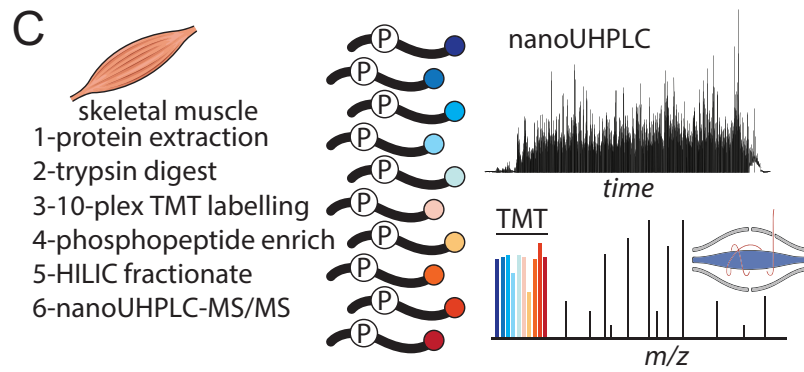 C
skeletal muscle
1-protein extraction
2-trypsin digest
3-10-plex TMT labelling
4-phosphopeptide enrich
5-HILIC fractionate
6-nanoUHPLC-MS/MS
P
P
P
P
P
P
P
P
P
P
nanoUHPLC
time
TMT
m/z